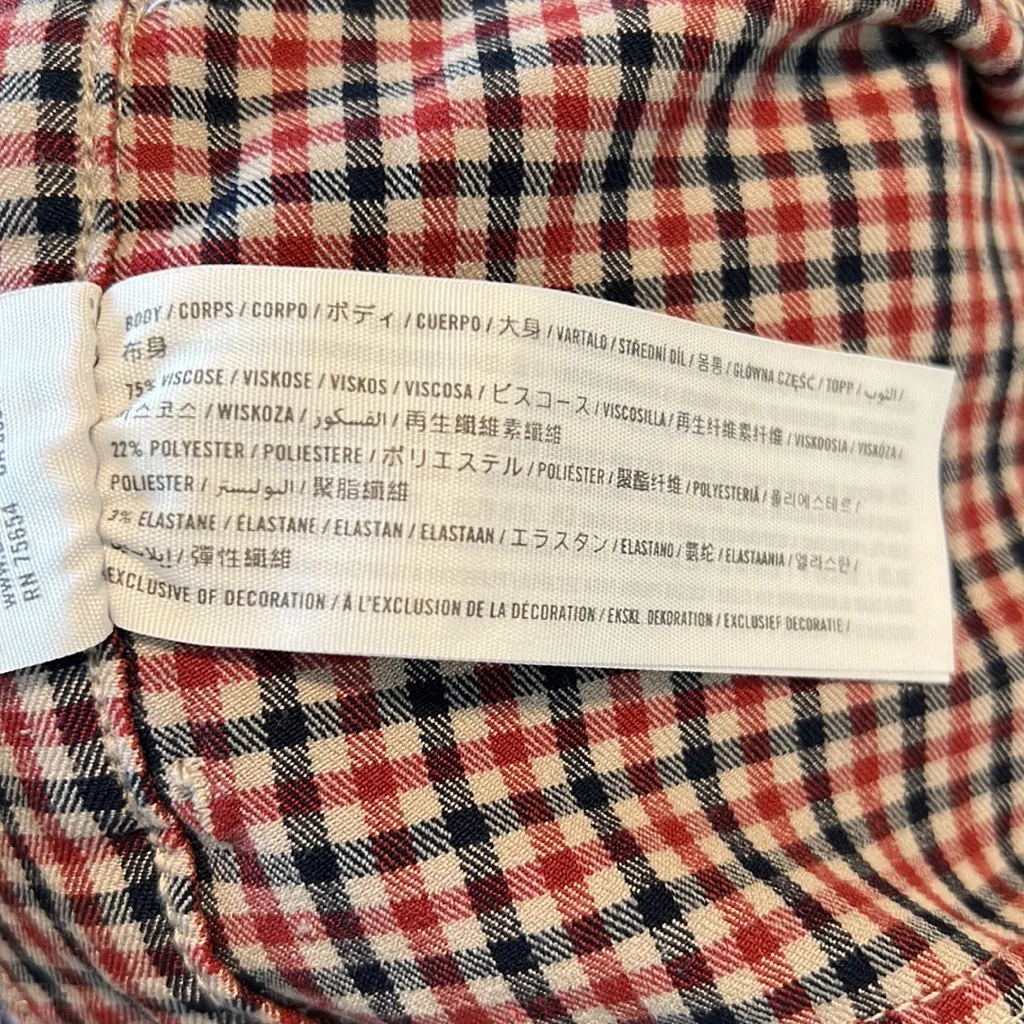 BODY / CORPS / CORPO / ボディ / CUERPO / 大身 / VARTALO / STŘEDNÍ DÍL / 몸통 / GŁÓWNA CZĘŚĆ / TOPP / الثوب /
布身
75% VISCOSE / VISKOSE / VISKOS / VISCOSA / ビスコース / VISCOSILLA / 再生纤维素纤维 / VISKOOSIA / VISKÓZA /
비스코스 / WISKOZA / الفسكوز / 再生纖維素纖維
22% POLYESTER / POLIESTERE / ポリエステル / POLIÉSTER / 聚酯纤维 / POLYESTERIÄ / 폴리에스테르 /
POLIESTER / البوليستر / 聚脂纖維
3% ELASTANE / ÉLASTANE / ELASTAN / ELASTAAN / エラスタン / ELASTANO / 氨纶 / ELASTAANIA / 엘라스탄 /
/ 彈性纖維
EXCLUSIVE OF DECORATION / À L'EXCLUSION DE LA DÉCORATION / EKSKL. DEKORATION / EXCLUSIEF DECORATIE /
RN 75654